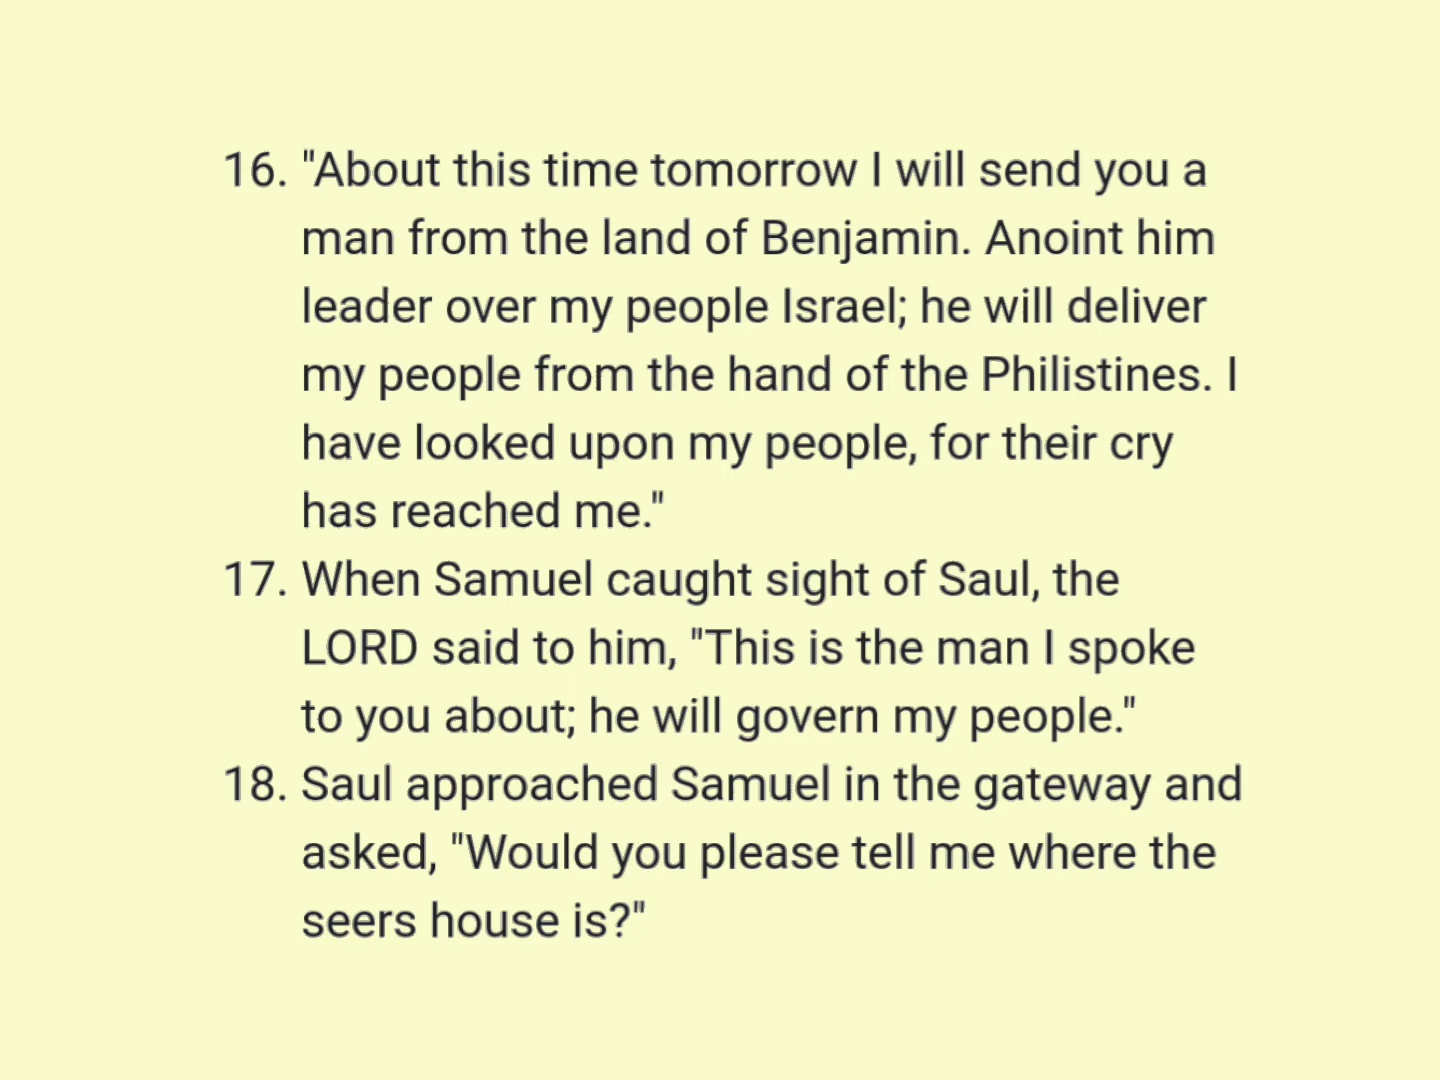 16. "About this time tomorrow I will send you a
man from the land of Benjamin. Anoint him
leader over my people Israel; he will deliver
my people from the hand of the Philistines. I
have looked upon my people, for their cry
has reached me."
17. When Samuel caught sight of Saul, the
LORD said to him, "This is the man I spoke
to you about; he will govern my people."
18. Saul approached Samuel in the gateway and
asked, "Would you please tell me where the
seers house is?"